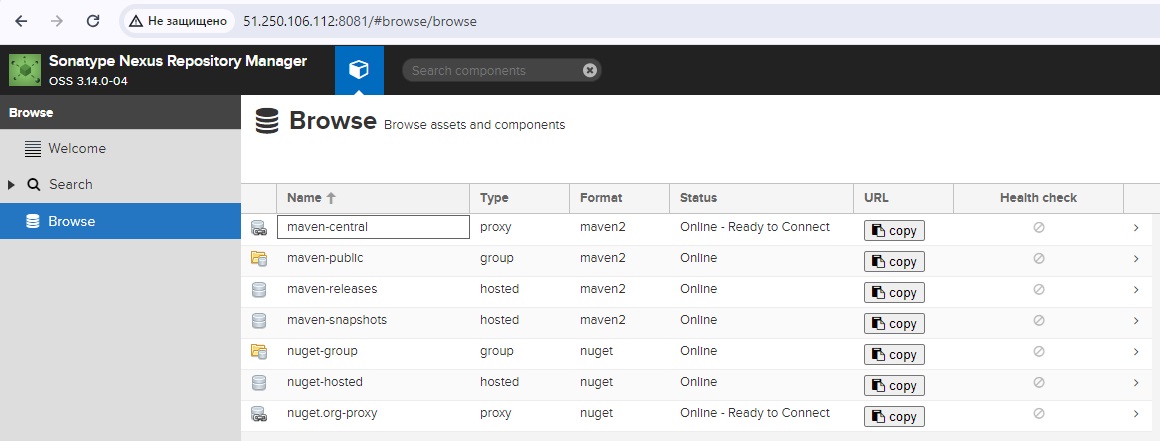 Не защищено 51.250.106.112:8081/#browse/browse
Sonatype Nexus Repository Manager
OSS 3.14.0-04
Search components
Browse
Welcome
Search
Browse
Browse Browse assets and components
Name Type Format Status URL Health check
maven-central proxy maven2 Online - Ready to Connect copy
maven-public group maven2 Online copy
maven-releases hosted maven2 Online copy
maven-snapshots hosted maven2 Online copy
nuget-group group nuget Online copy
nuget-hosted hosted nuget Online copy
nuget.org-proxy proxy nuget Online - Ready to Connect copy